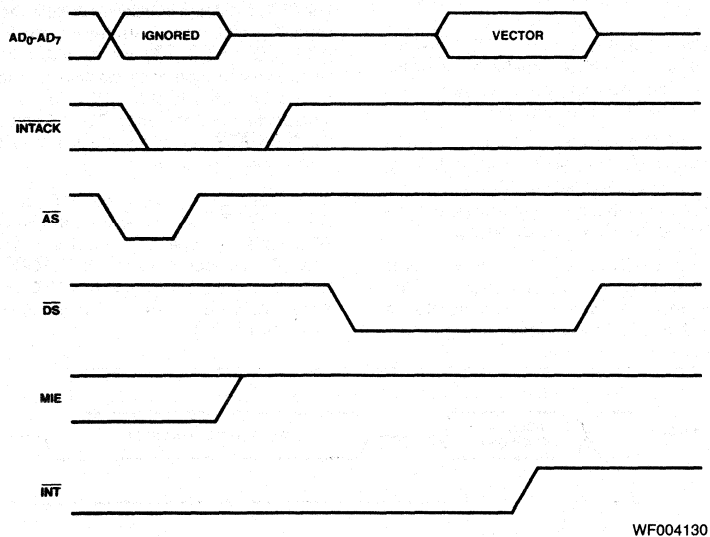 AD₀-AD₇ IGNORED VECTOR
INTACK
AS
DS
MIE
INT
WF004130